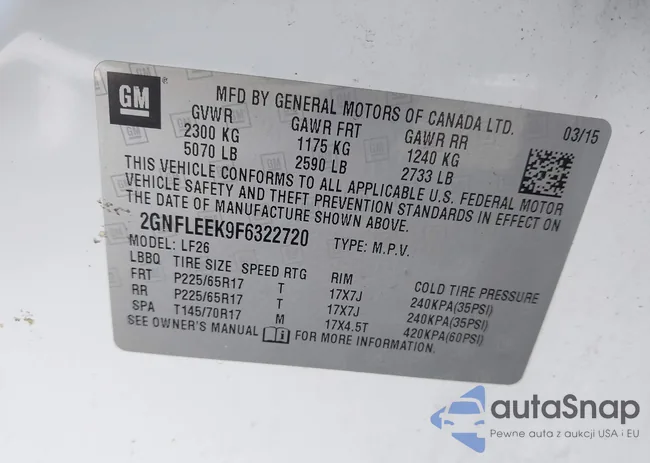 GM
MFD BY GENERAL MOTORS OF CANADA LTD.
GVWR GAWR FRT GAWR RR 03/15
2300 KG 1175 KG 1240 KG
5070 LB 2590 LB 2733 LB
THIS VEHICLE CONFORMS TO ALL APPLICABLE U.S. FEDERAL MOTOR
VEHICLE SAFETY AND THEFT PREVENTION STANDARDS IN EFFECT ON
THE DATE OF MANUFACTURE SHOWN ABOVE.
2GNFLEEK9F6322720 TYPE: M.P.V.
MODEL: LF26
LBBQ TIRE SIZE SPEED RTG RIM COLD TIRE PRESSURE
FRT P225/65R17 T 17X7J 240KPA(35PSI)
RR P225/65R17 T 17X7J 240KPA(35PSI)
SPA T145/70R17 M 17X4.5T 420KPA(60PSI)
SEE OWNER'S MANUAL FOR MORE INFORMATION.
autaSnap
Pewne auta z aukcji USA i EU